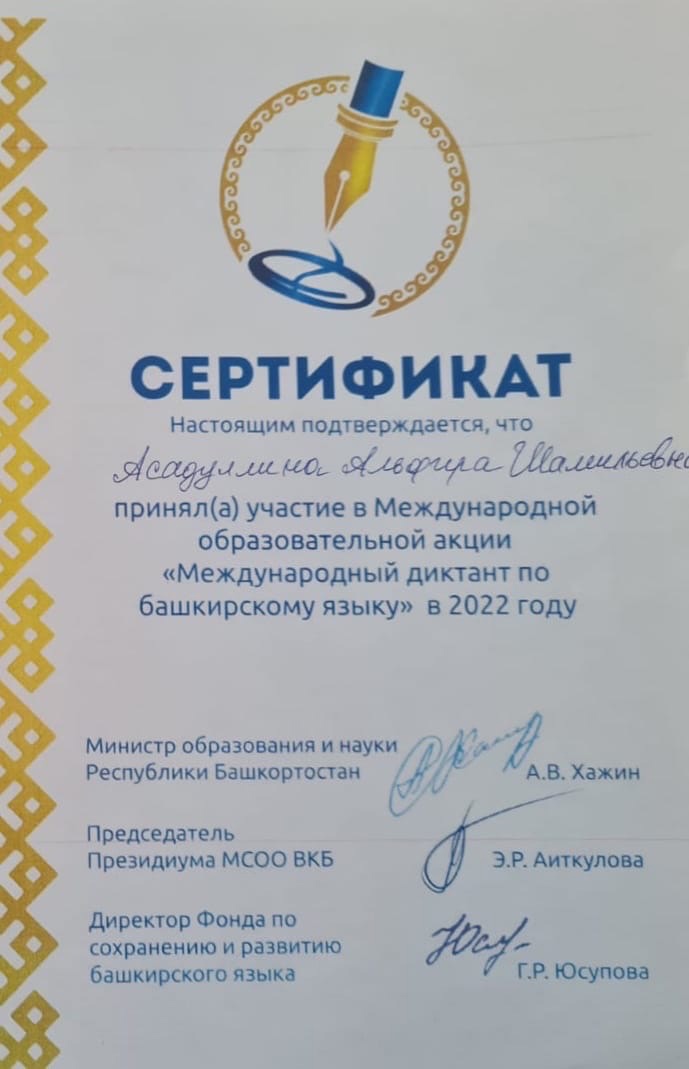 СЕРТИФИКАТ
Настоящим подтверждается, что
Асадуллина Альфира Шамильевна
принял(а) участие в Международной
образовательной акции
«Международный диктант по
башкирскому языку» в 2022 году
Министр образования и науки
Республики Башкортостан
А.В. Хажин
Председатель
Президиума МСОО ВКБ
Э.Р. Аиткулова
Директор Фонда по
сохранению и развитию
башкирского языка
Г.Р. Юсупова